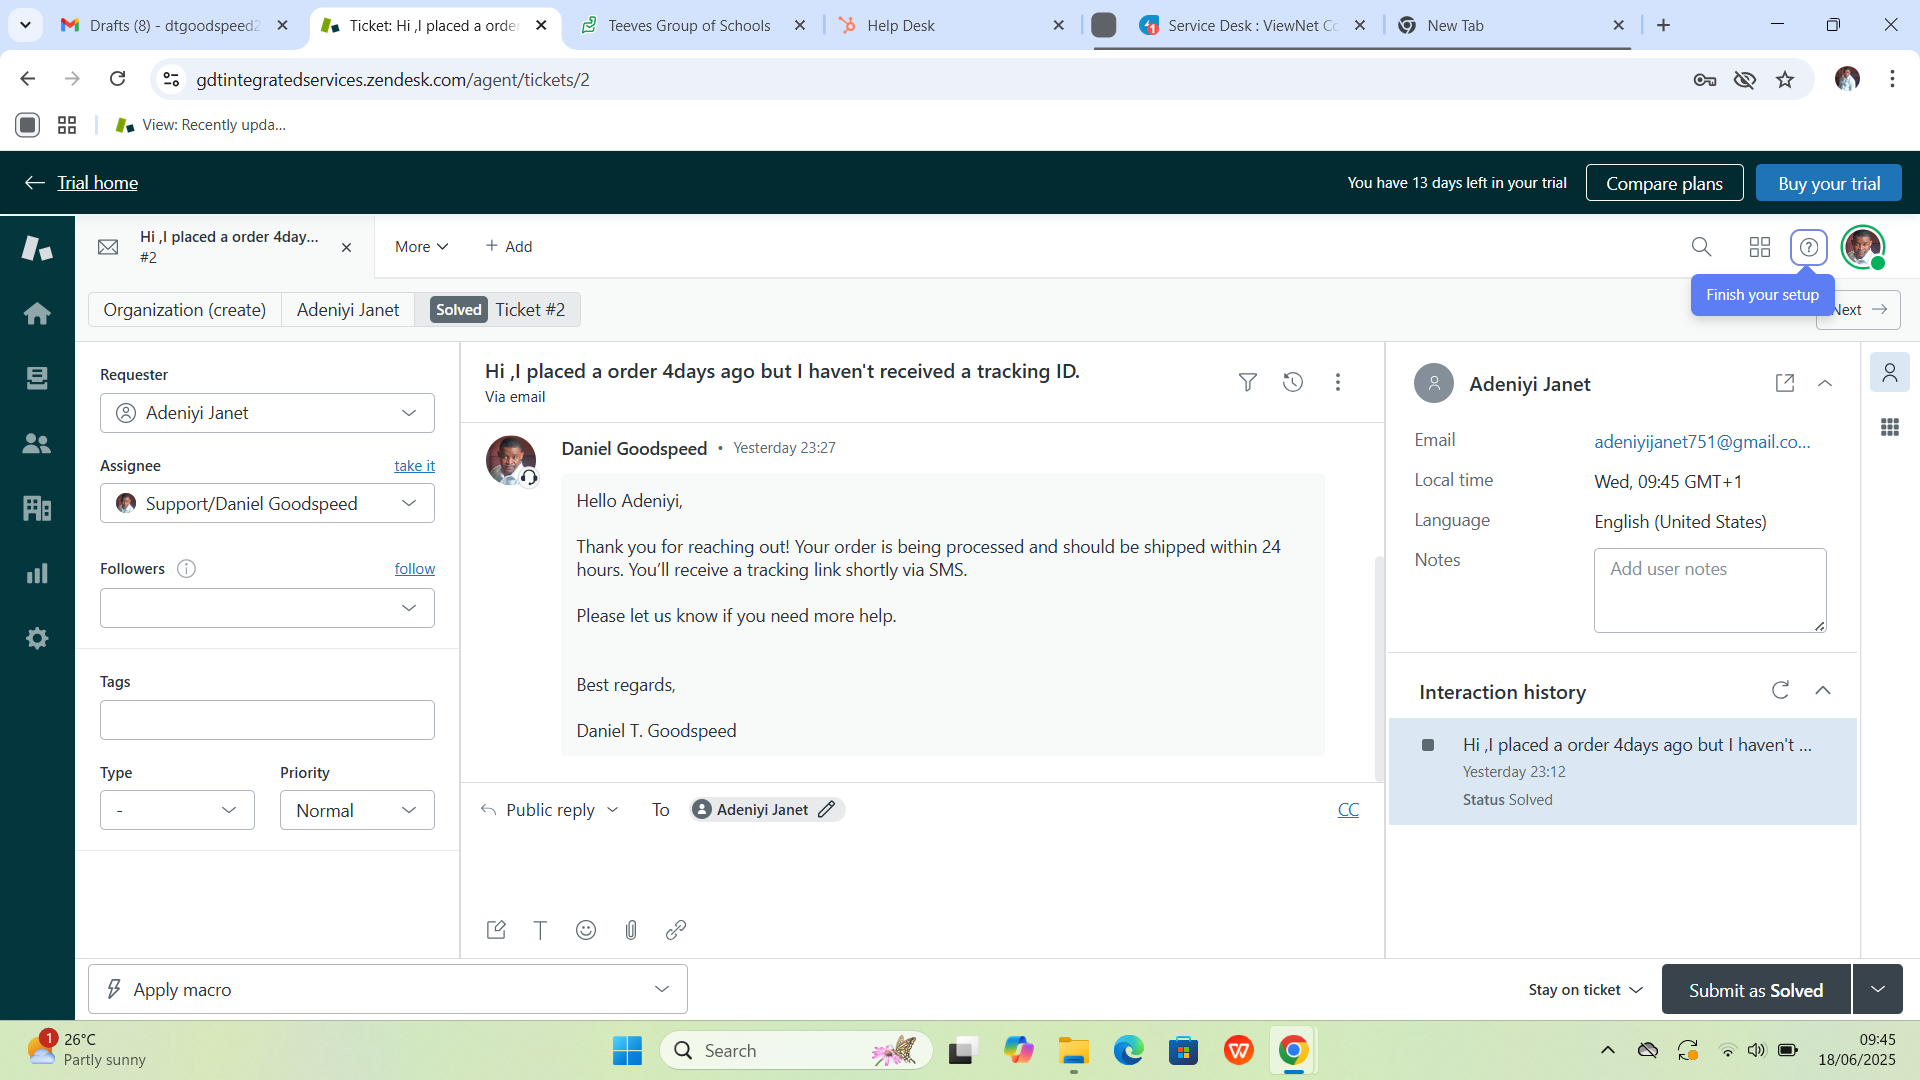 Drafts (8) - dtgoodspeed2
Ticket: Hi ,I placed a orde
Teeves Group of Schools
Help Desk
Service Desk : ViewNet Co
New Tab
gdtintegratedservices.zendesk.com/agent/tickets/2
View: Recently upda...
Trial home
You have 13 days left in your trial
Compare plans
Buy your trial
Hi ,I placed a order 4day...
#2
More
+ Add
Finish your setup
Organization (create)
Adeniyi Janet
Solved Ticket #2
Next
Requester
Adeniyi Janet
Assignee
take it
Support/Daniel Goodspeed
Followers
follow
Tags
Type
Priority
-
Normal
Hi ,I placed a order 4days ago but I haven't received a tracking ID.
Via email
Daniel Goodspeed • Yesterday 23:27
Hello Adeniyi,
Thank you for reaching out! Your order is being processed and should be shipped within 24
hours. You’ll receive a tracking link shortly via SMS.
Please let us know if you need more help.
Best regards,
Daniel T. Goodspeed
Public reply
To
Adeniyi Janet
CC
Adeniyi Janet
Email
adeniyijanet751@gmail.co...
Local time
Wed, 09:45 GMT+1
Language
English (United States)
Notes
Add user notes
Interaction history
Hi ,I placed a order 4days ago but I haven't ...
Yesterday 23:12
Status Solved
Apply macro
Stay on ticket
Submit as Solved
1
26°C
Partly sunny
Search
09:45
18/06/2025